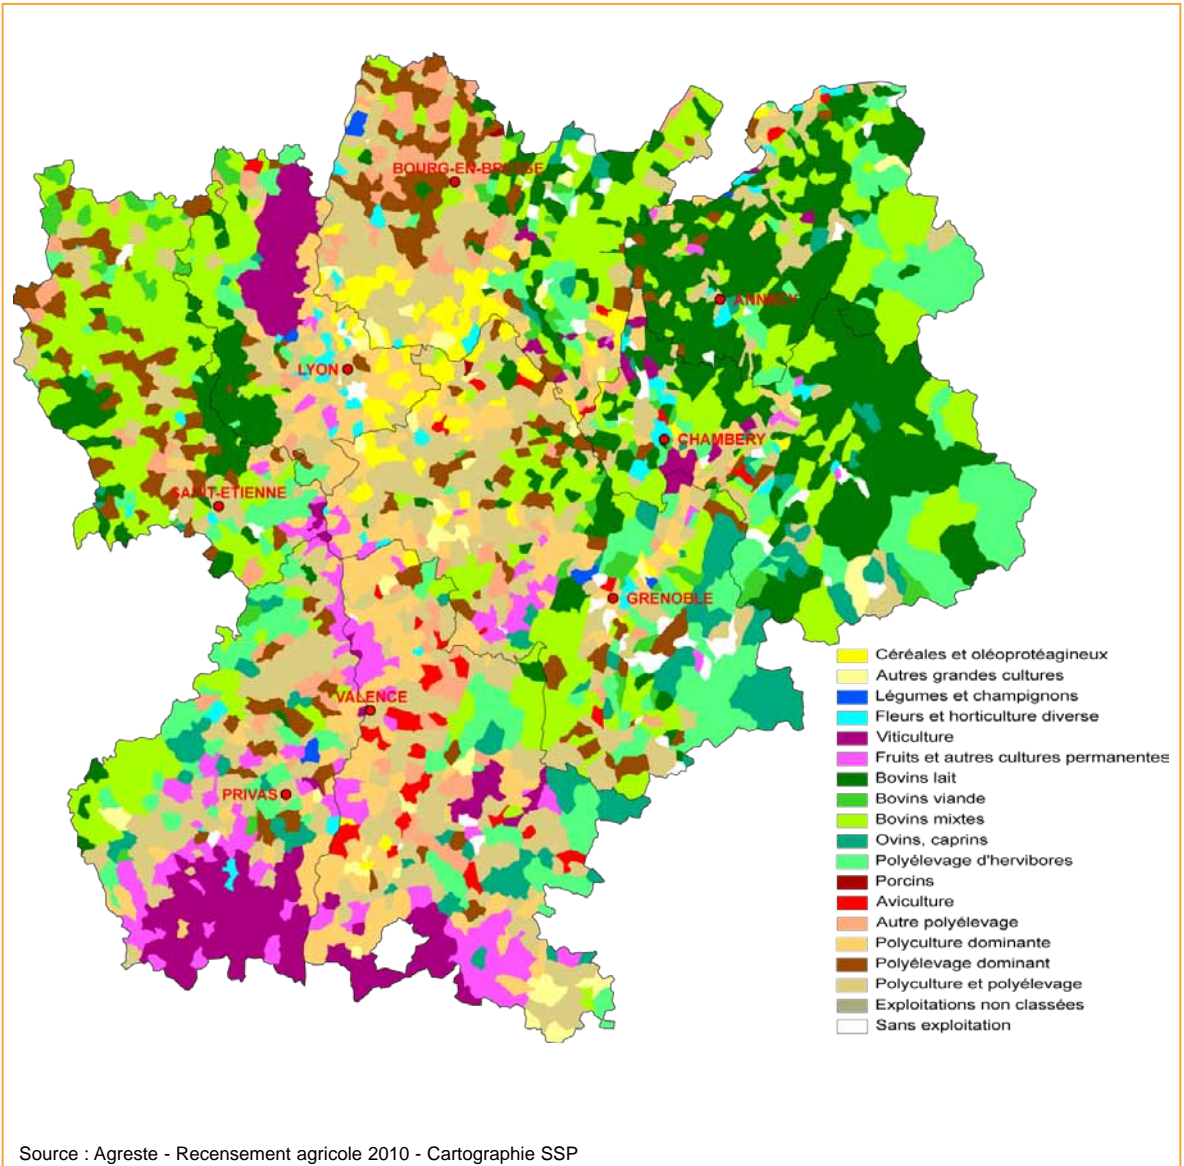 BOURG-EN-BRESSE
ANNECY
LYON
CHAMBERY
SAINT-ETIENNE
GRENOBLE
VALENCE
PRIVAS
Céréales et oléoprotéagineux
Autres grandes cultures
Légumes et champignons
Fleurs et horticulture diverse
Viticulture
Fruits et autres cultures permanentes
Bovins lait
Bovins viande
Bovins mixtes
Ovins, caprins
Polyélevage d'hervibores
Porcins
Aviculture
Autre polyélevage
Polyculture dominante
Polyélevage dominant
Polyculture et polyélevage
Exploitations non classées
Sans exploitation
Source : Agreste - Recensement agricole 2010 - Cartographie SSP